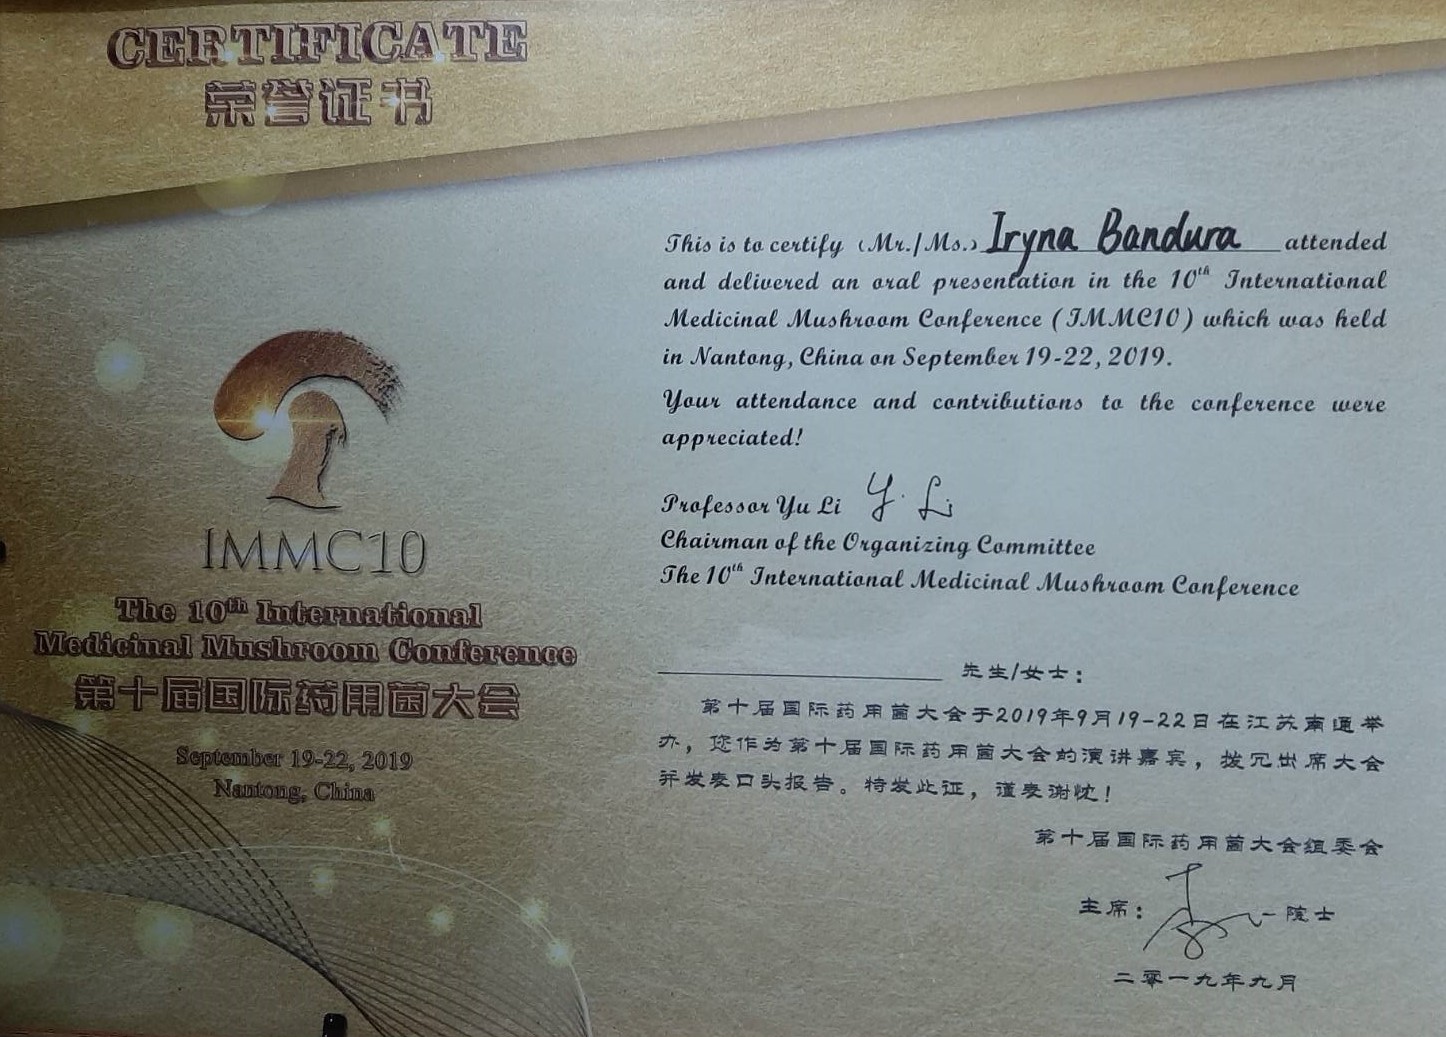 CERTIFICATE
荣誉证书
IMMC10
The 10th International
Medicinal Mushroom Conference
第十届国际药用菌大会
September 19-22, 2019
Nantong, China
This is to certify (Mr./Ms.) Iryna Bandura attended
and delivered an oral presentation in the 10th International
Medicinal Mushroom Conference (IMMC10) which was held
in Nantong, China on September 19-22, 2019.
Your attendance and contributions to the conference were
appreciated!
Professor Yu Li Y. Li
Chairman of the Organizing Committee
The 10th International Medicinal Mushroom Conference
先生/女士：
第十届国际药用菌大会于2019年9月19-22日在江苏南通举
办，您作为第十届国际药用菌大会的演讲嘉宾，拨冗出席大会
并发表口头报告。特发此证，谨表谢忱！
第十届国际药用菌大会组委会
主席： 院士
二零一九年九月